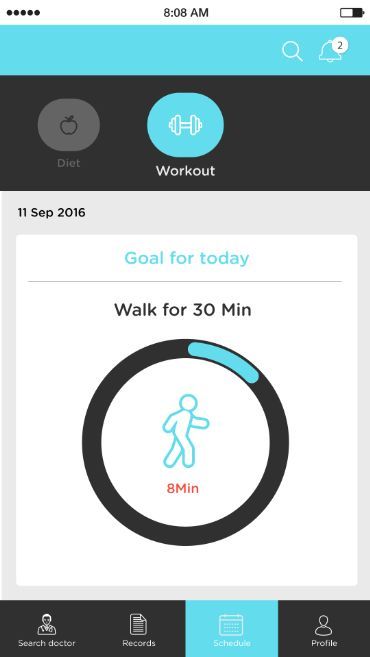 8:08 AM
2
Diet
Workout
11 Sep 2016
Goal for today
Walk for 30 Min
8Min
Search doctor
Records
Schedule
Profile